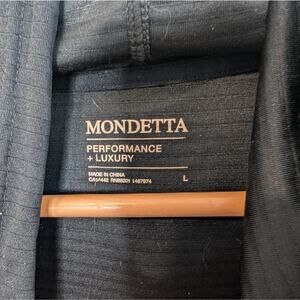 MONDETTA
PERFORMANCE
+ LUXURY
MADE IN CHINA
L